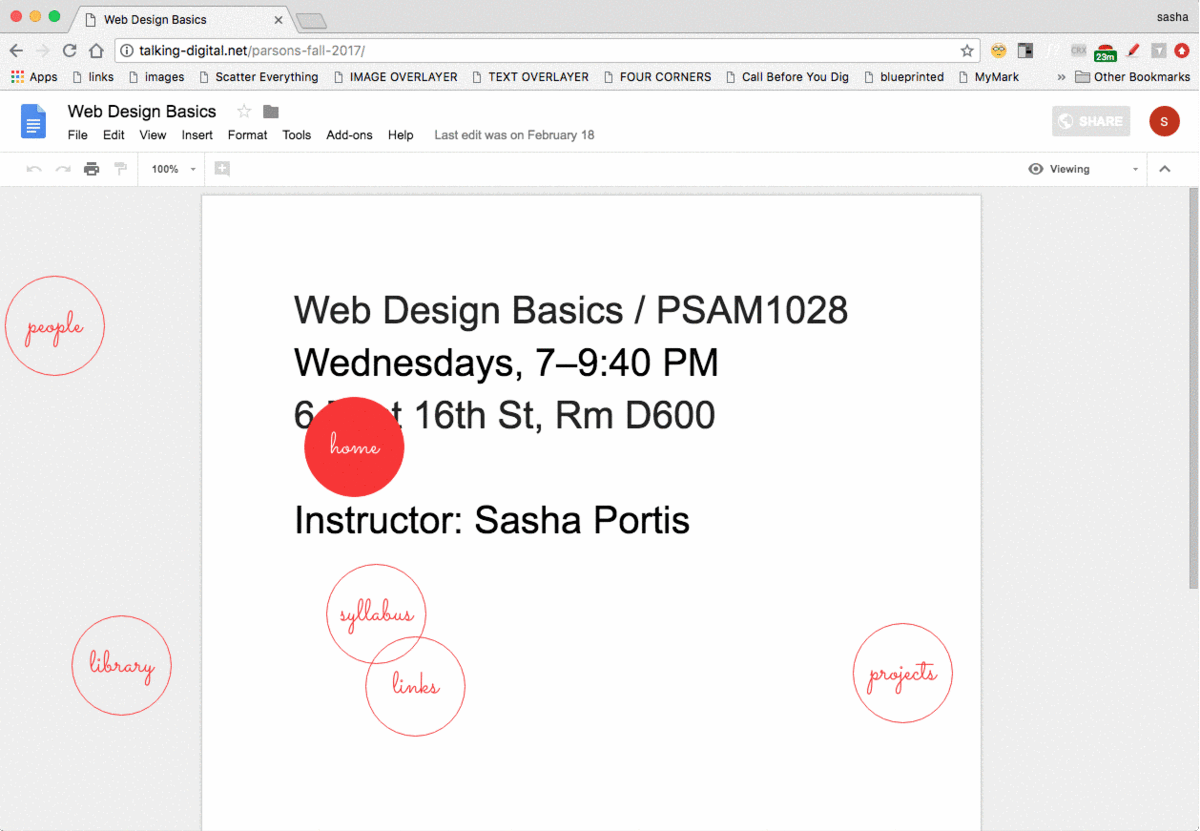 Web Design Basics
sasha
talking-digital.net/parsons-fall-2017/
CRX
23m
Apps links images Scatter Everything IMAGE OVERLAYER TEXT OVERLAYER FOUR CORNERS Call Before You Dig blueprinted MyMark » Other Bookmarks
Web Design Basics
File Edit View Insert Format Tools Add-ons Help Last edit was on February 18
SHARE
S
100%
Viewing
Web Design Basics / PSAM1028
people
Wednesdays, 7–9:40 PM
6 16th St, Rm D600
home
Instructor: Sasha Portis
syllabus
library
links
projects